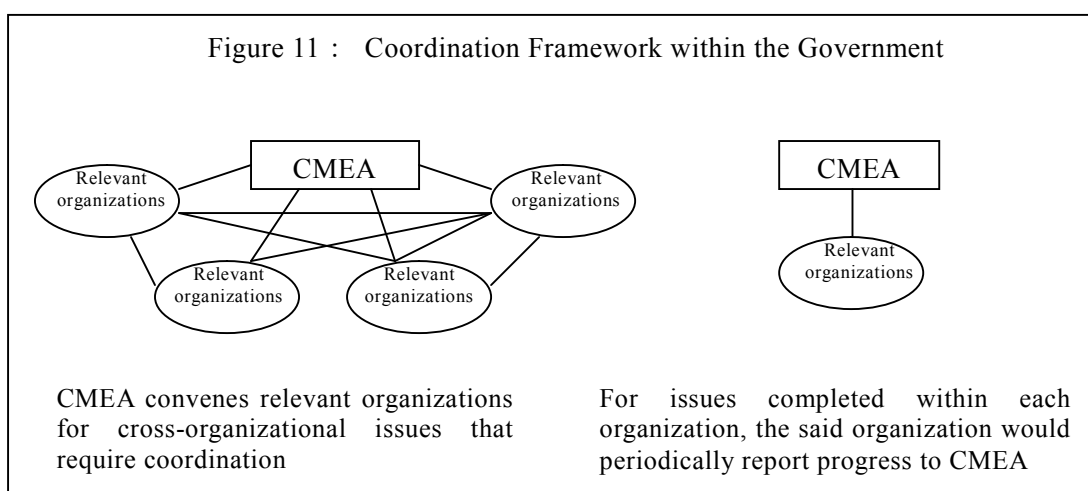 Figure 11 : Coordination Framework within the Government
CMEA
Relevant
organizations
Relevant
organizations
Relevant
organizations
Relevant
organizations
CMEA convenes relevant organizations
for cross-organizational issues that
require coordination
CMEA
Relevant
organizations
For issues completed within each
organization, the said organization would
periodically report progress to CMEA